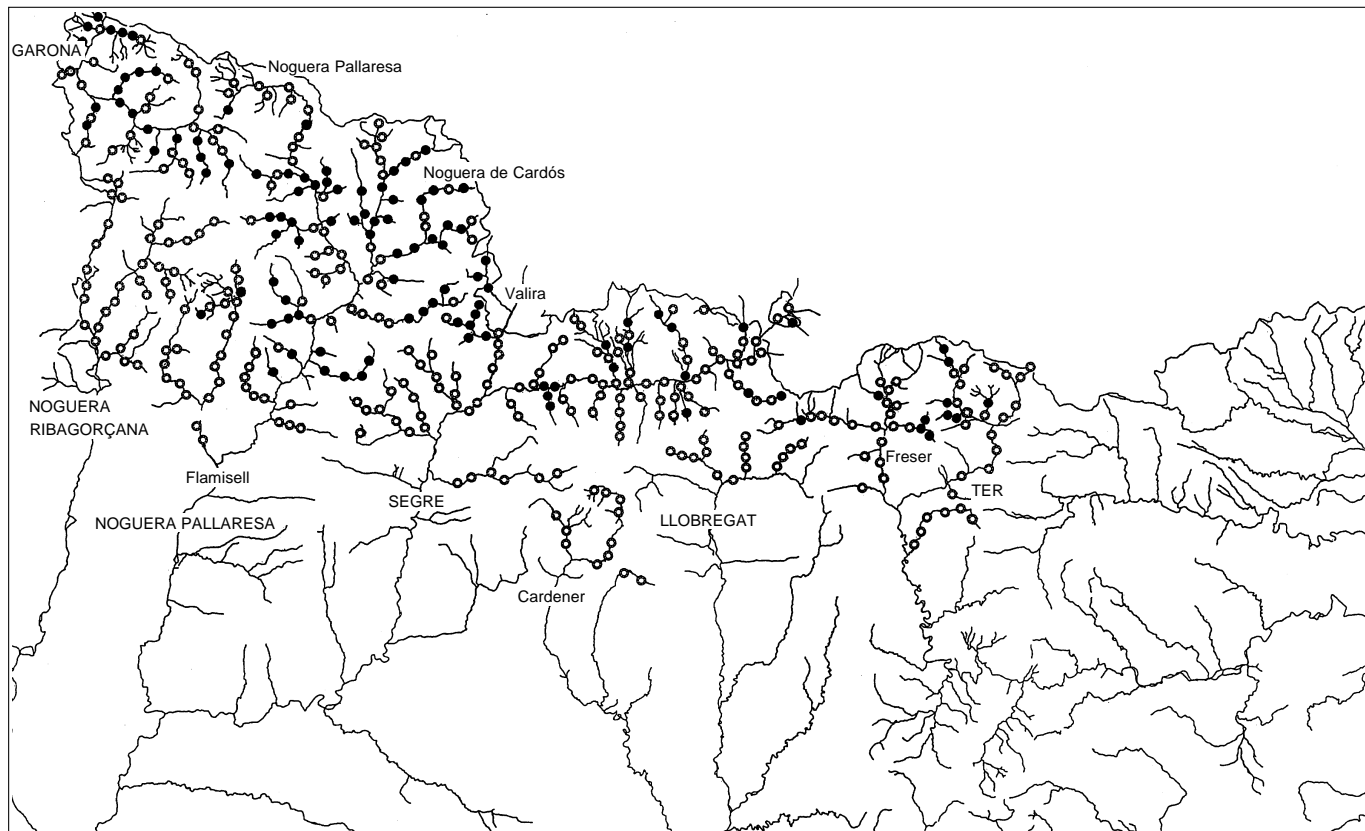 GARONA
Noguera Pallaresa
Noguera de Cardós
Valira
NOGUERA
RIBAGORÇANA
Flamisell
SEGRE
Freser
TER
NOGUERA PALLARESA
LLOBREGAT
Cardener